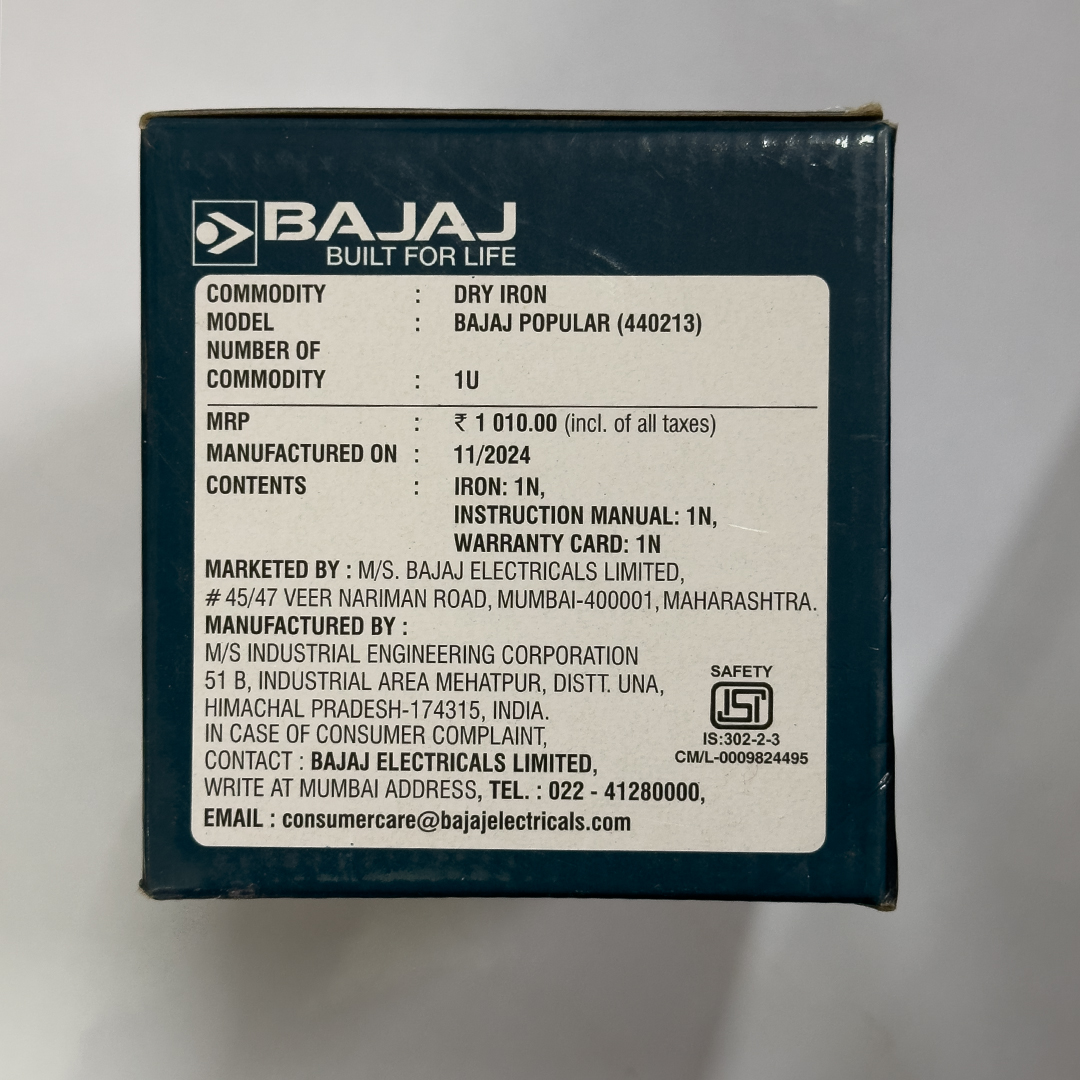 BAJAJ
BUILT FOR LIFE
COMMODITY : DRY IRON
MODEL : BAJAJ POPULAR (440213)
NUMBER OF
COMMODITY : 1U
MRP : ₹ 1 010.00 (incl. of all taxes)
MANUFACTURED ON : 11/2024
CONTENTS : IRON: 1N,
INSTRUCTION MANUAL: 1N,
WARRANTY CARD: 1N
MARKETED BY : M/S. BAJAJ ELECTRICALS LIMITED,
# 45/47 VEER NARIMAN ROAD, MUMBAI-400001, MAHARASHTRA.
MANUFACTURED BY :
M/S INDUSTRIAL ENGINEERING CORPORATION
51 B, INDUSTRIAL AREA MEHATPUR, DISTT. UNA,
HIMACHAL PRADESH-174315, INDIA.
IN CASE OF CONSUMER COMPLAINT,
CONTACT : BAJAJ ELECTRICALS LIMITED,
WRITE AT MUMBAI ADDRESS, TEL. : 022 - 41280000,
EMAIL : consumercare@bajajelectricals.com
SAFETY
ISI
IS:302-2-3
CM/L-0009824495